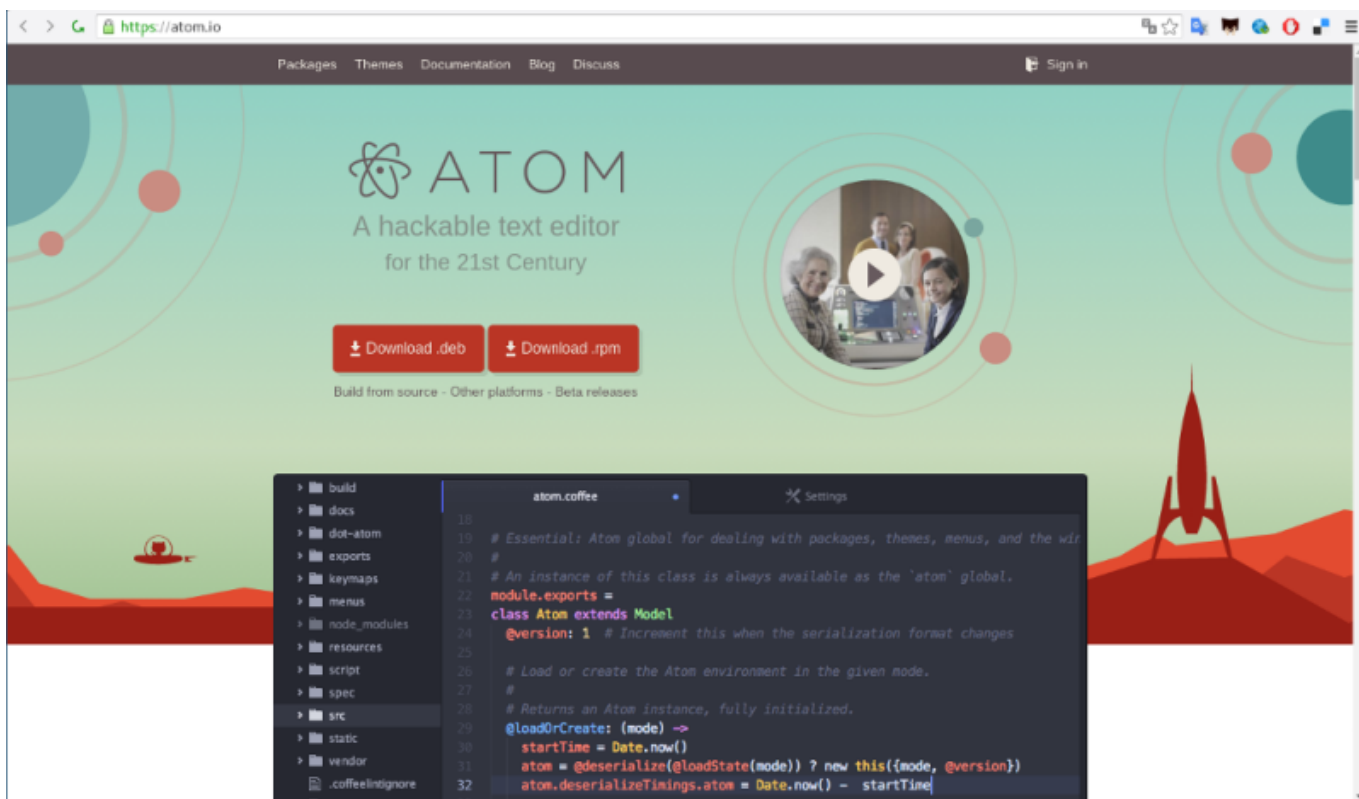 https://atom.io
Packages Themes Documentation Blog Discuss Sign in
ATOM
A hackable text editor
for the 21st Century
Download .deb Download .rpm
Build from source - Other platforms - Beta releases
build
docs
dot-atom
exports
keymaps
menus
node_modules
resources
script
spec
src
static
vendor
.coffeelintignore
atom.coffee Settings
18
19 # Essential: Atom global for dealing with packages, themes, menus, and the win
20 #
21 # An instance of this class is always available as the `atom` global.
22 module.exports =
23 class Atom extends Model
24 @version: 1 # Increment this when the serialization format changes
25
26 # Load or create the Atom environment in the given mode.
27 #
28 # Returns an Atom instance, fully initialized.
29 @loadOrCreate: (mode) ->
30 startTime = Date.now()
31 atom = @deserialize(@loadState(mode)) ? new this({mode, @version})
32 atom.deserializeTimings.atom = Date.now() - startTime